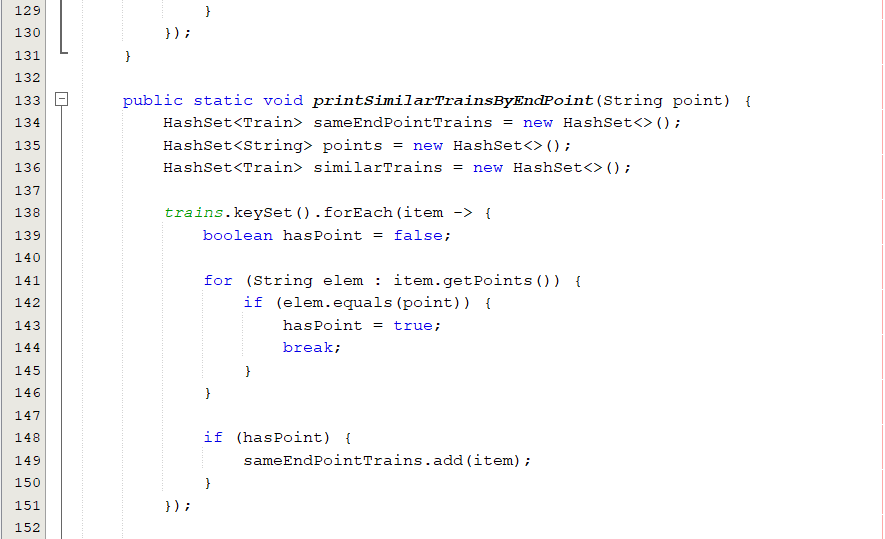 129                }
130            });
131        }
132
133        public static void printSimilarTrainsByEndPoint(String point) {
134            HashSet<Train> sameEndPointTrains = new HashSet<>();
135            HashSet<String> points = new HashSet<>();
136            HashSet<Train> similarTrains = new HashSet<>();
137
138            trains.keySet().forEach(item -> {
139                boolean hasPoint = false;
140
141                for (String elem : item.getPoints()) {
142                    if (elem.equals(point)) {
143                        hasPoint = true;
144                        break;
145                    }
146                }
147
148                if (hasPoint) {
149                    sameEndPointTrains.add(item);
150                }
151            });
152